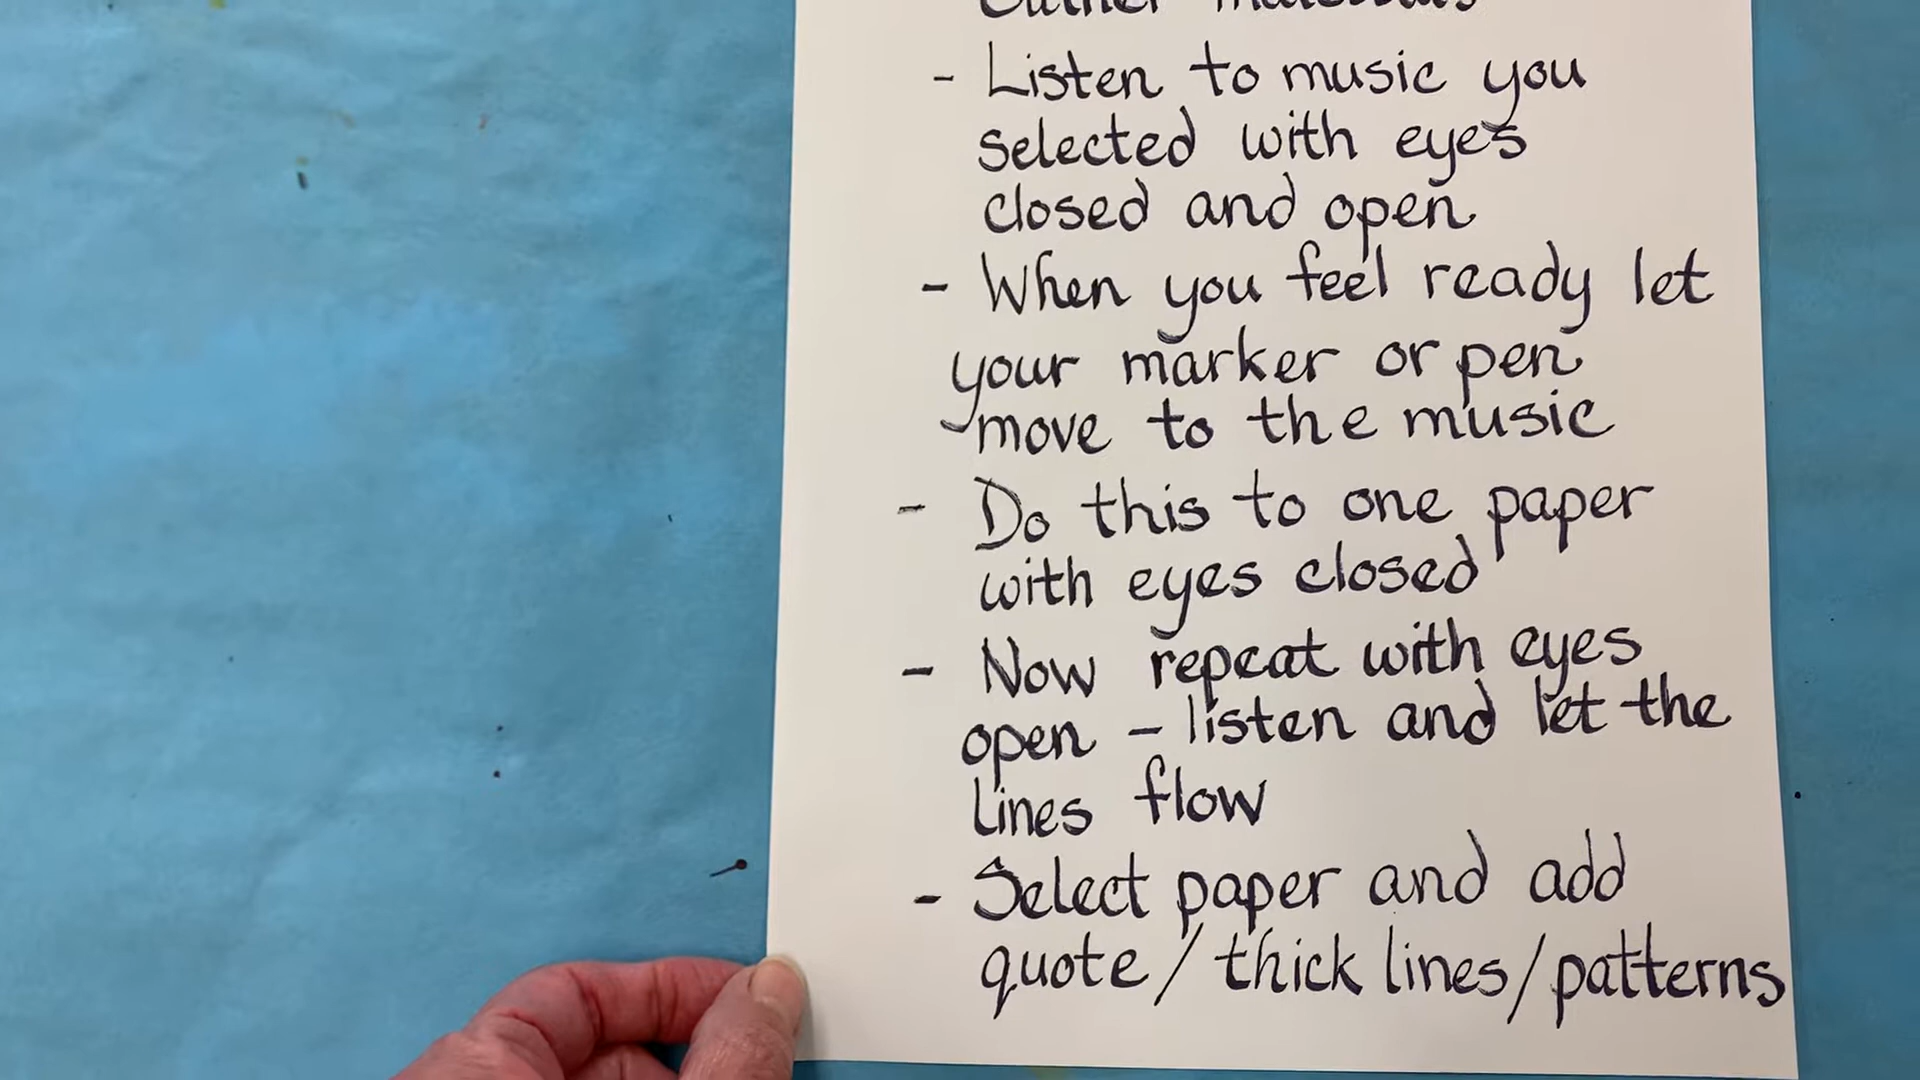 Gather materials
- Listen to music you
selected with eyes
closed and open
- When you feel ready let
your marker or pen
move to the music
- Do this to one paper
with eyes closed
- Now repeat with eyes
open - listen and let the
lines flow
- Select paper and add
quote/thick lines/patterns